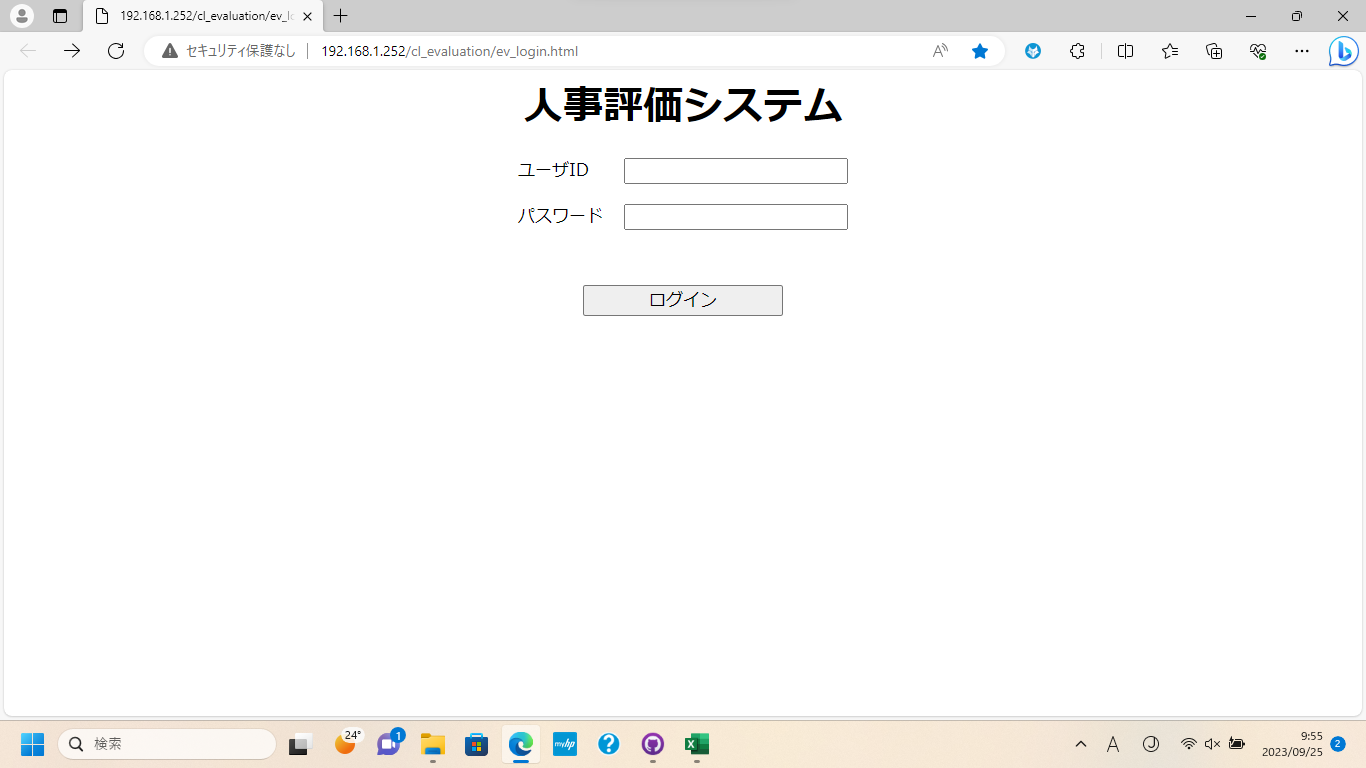 192.168.1.252/cl_evaluation/ev_lo
セキュリティ保護なし 192.168.1.252/cl_evaluation/ev_login.html
人事評価システム
ユーザID
パスワード
ログイン
検索
24°
1
myhp
A
J
9:55
2023/09/25
2